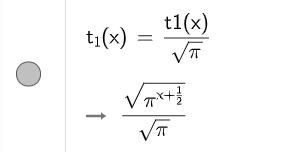 t₁(x) = t1(x) / √π
→ √(π^(x+1/2)) / √π